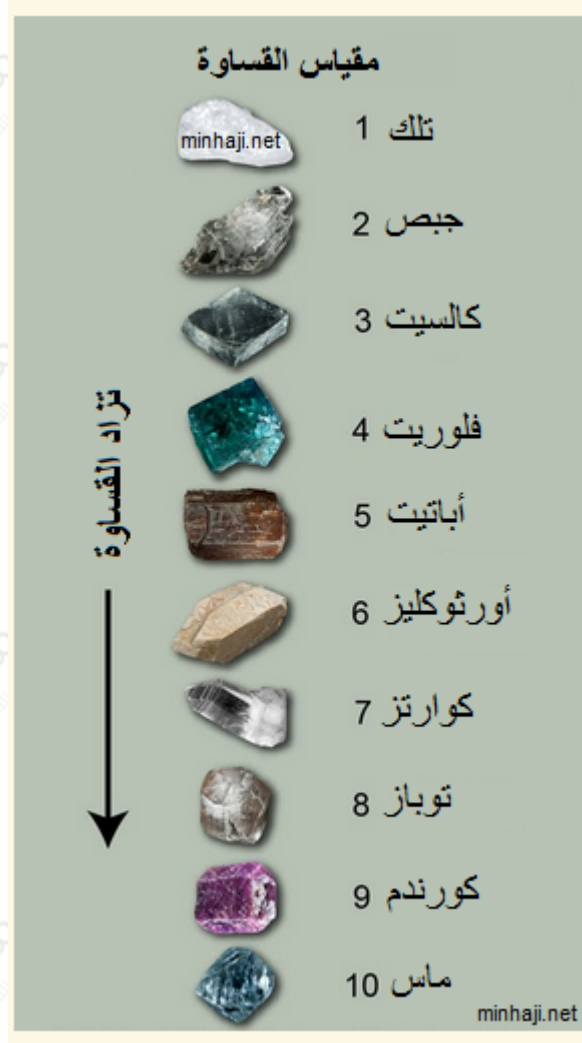 مقياس القساوة
تلك 1
minhaji.net
جبص 2
كالسيت 3
فلوريت 4
أباتيت 5
أورثوكليز 6
كوارتز 7
توباز 8
كورندم 9
ماس 10
تزاد القساوة
minhaji.net